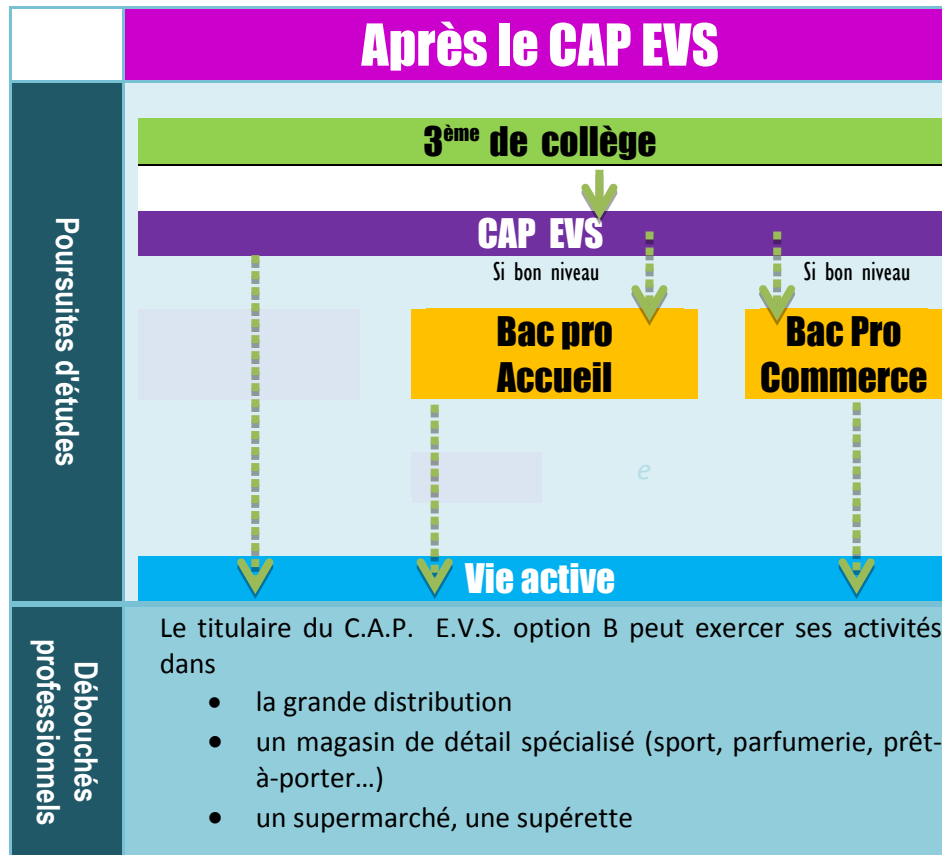 Après le CAP EVS
Poursuites d'études
3ème de collège
CAP EVS
Si bon niveau
Si bon niveau
Bac pro
Accueil
Bac Pro
Commerce
e
Vie active
Débouchés
professionnels
Le titulaire du C.A.P. E.V.S. option B peut exercer ses activités
dans
• la grande distribution
• un magasin de détail spécialisé (sport, parfumerie, prêt-
à-porter…)
• un supermarché, une supérette